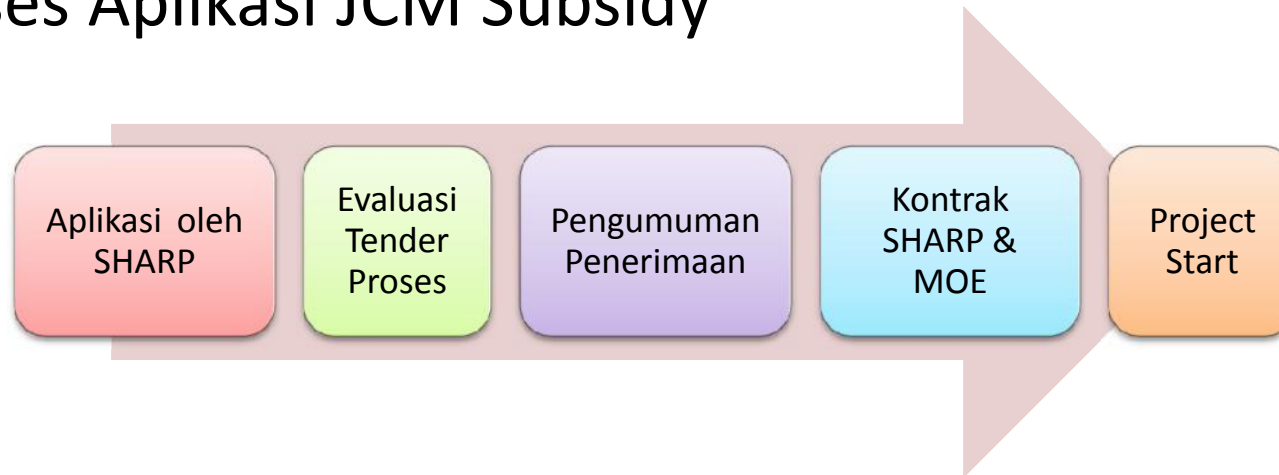 ses Aplikasi JCM Subsidy
Aplikasi oleh
SHARP
Evaluasi
Tender
Proses
Pengumuman
Penerimaan
Kontrak
SHARP &
MOE
Project
Start